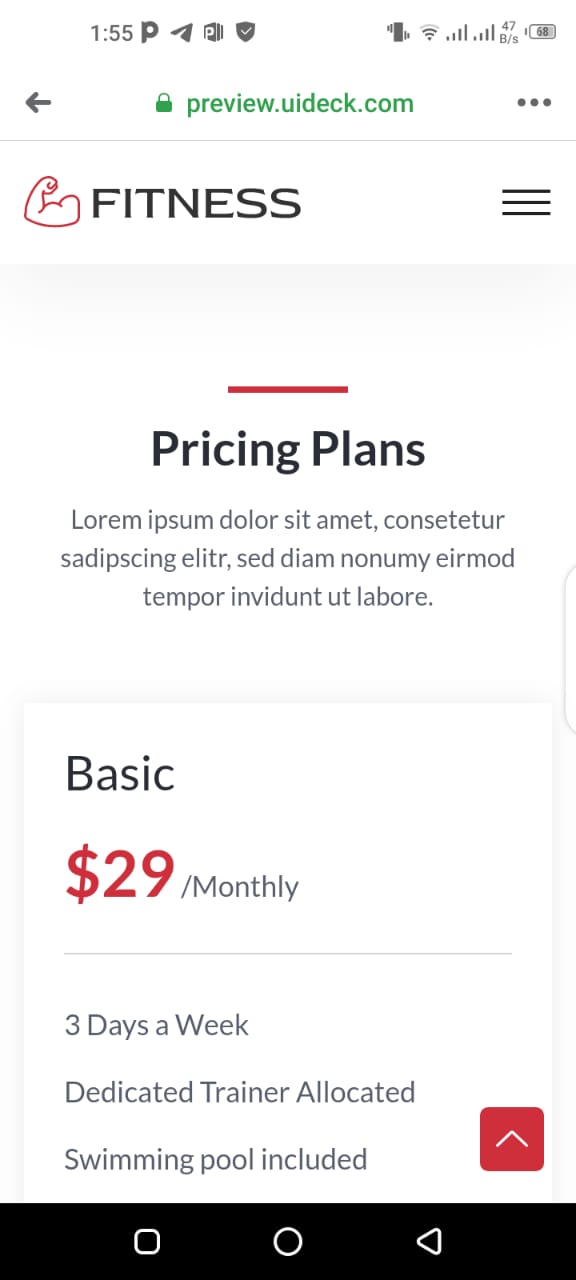 1:55
47
B/s
68
preview.uideck.com
FITNESS
Pricing Plans
Lorem ipsum dolor sit amet, consetetur
sadipscing elitr, sed diam nonumy eirmod
tempor invidunt ut labore.
Basic
$29 /Monthly
3 Days a Week
Dedicated Trainer Allocated
Swimming pool included